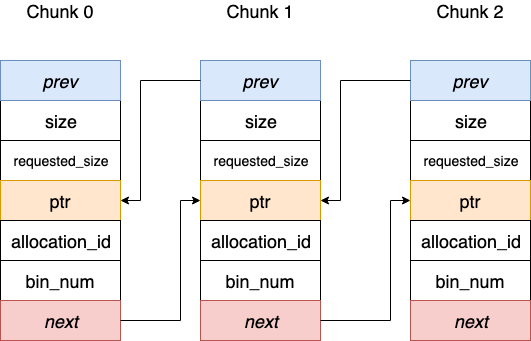 Chunk 0
prev
size
requested_size
ptr
allocation_id
bin_num
next
Chunk 1
prev
size
requested_size
ptr
allocation_id
bin_num
next
Chunk 2
prev
size
requested_size
ptr
allocation_id
bin_num
next